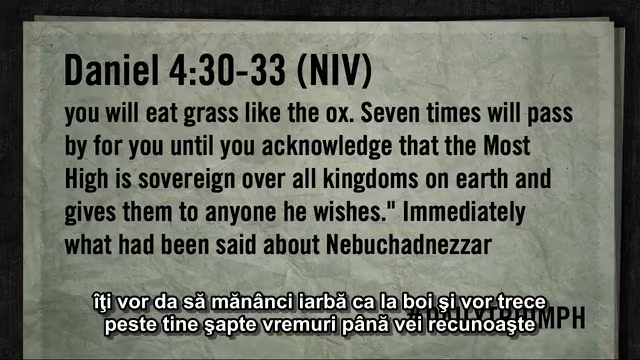 Daniel 4:30-33 (NIV)
you will eat grass like the ox. Seven times will pass
by for you until you acknowledge that the Most
High is sovereign over all kingdoms on earth and
gives them to anyone he wishes." Immediately
what had been said about Nebuchadnezzar
îţi vor da să mănânci iarbă ca la boi şi vor trece
peste tine şapte vremuri până vei recunoaşte